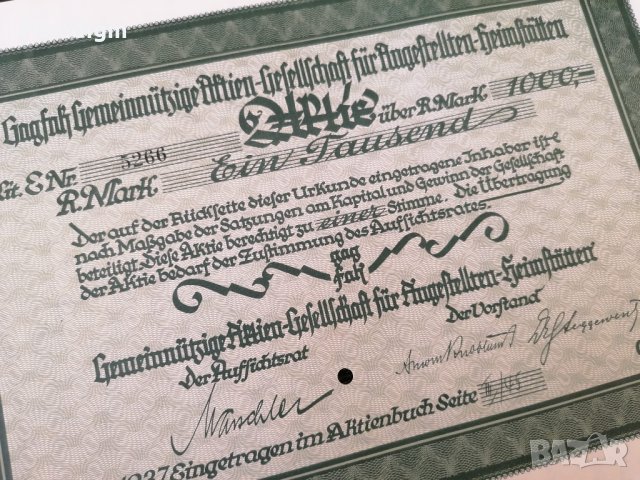 Gagfah Gemeinnützige Aktien-Gesellschaft für Angestellten-Heimstätten
Lit. E Nr. 5266 Aktie über R.Mark 1000,-
R.Mark Ein Tausend
Der auf der Rückseite dieser Urkunde eingetragene Inhaber ist
nach Maßgabe der Satzungen am Kapital und Gewinn der Gesellschaft
beteiligt. Diese Aktie berechtigt zu einer Stimme. Die Übertragung
der Aktie bedarf der Zustimmung des Aufsichtsrates.
gag
fah
Gemeinnützige Aktien-Gesellschaft für Angestellten-Heimstätten
Der Aufsichtsrat Der Vorstand
1937 Eingetragen im Aktienbuch Seite
BAZAR